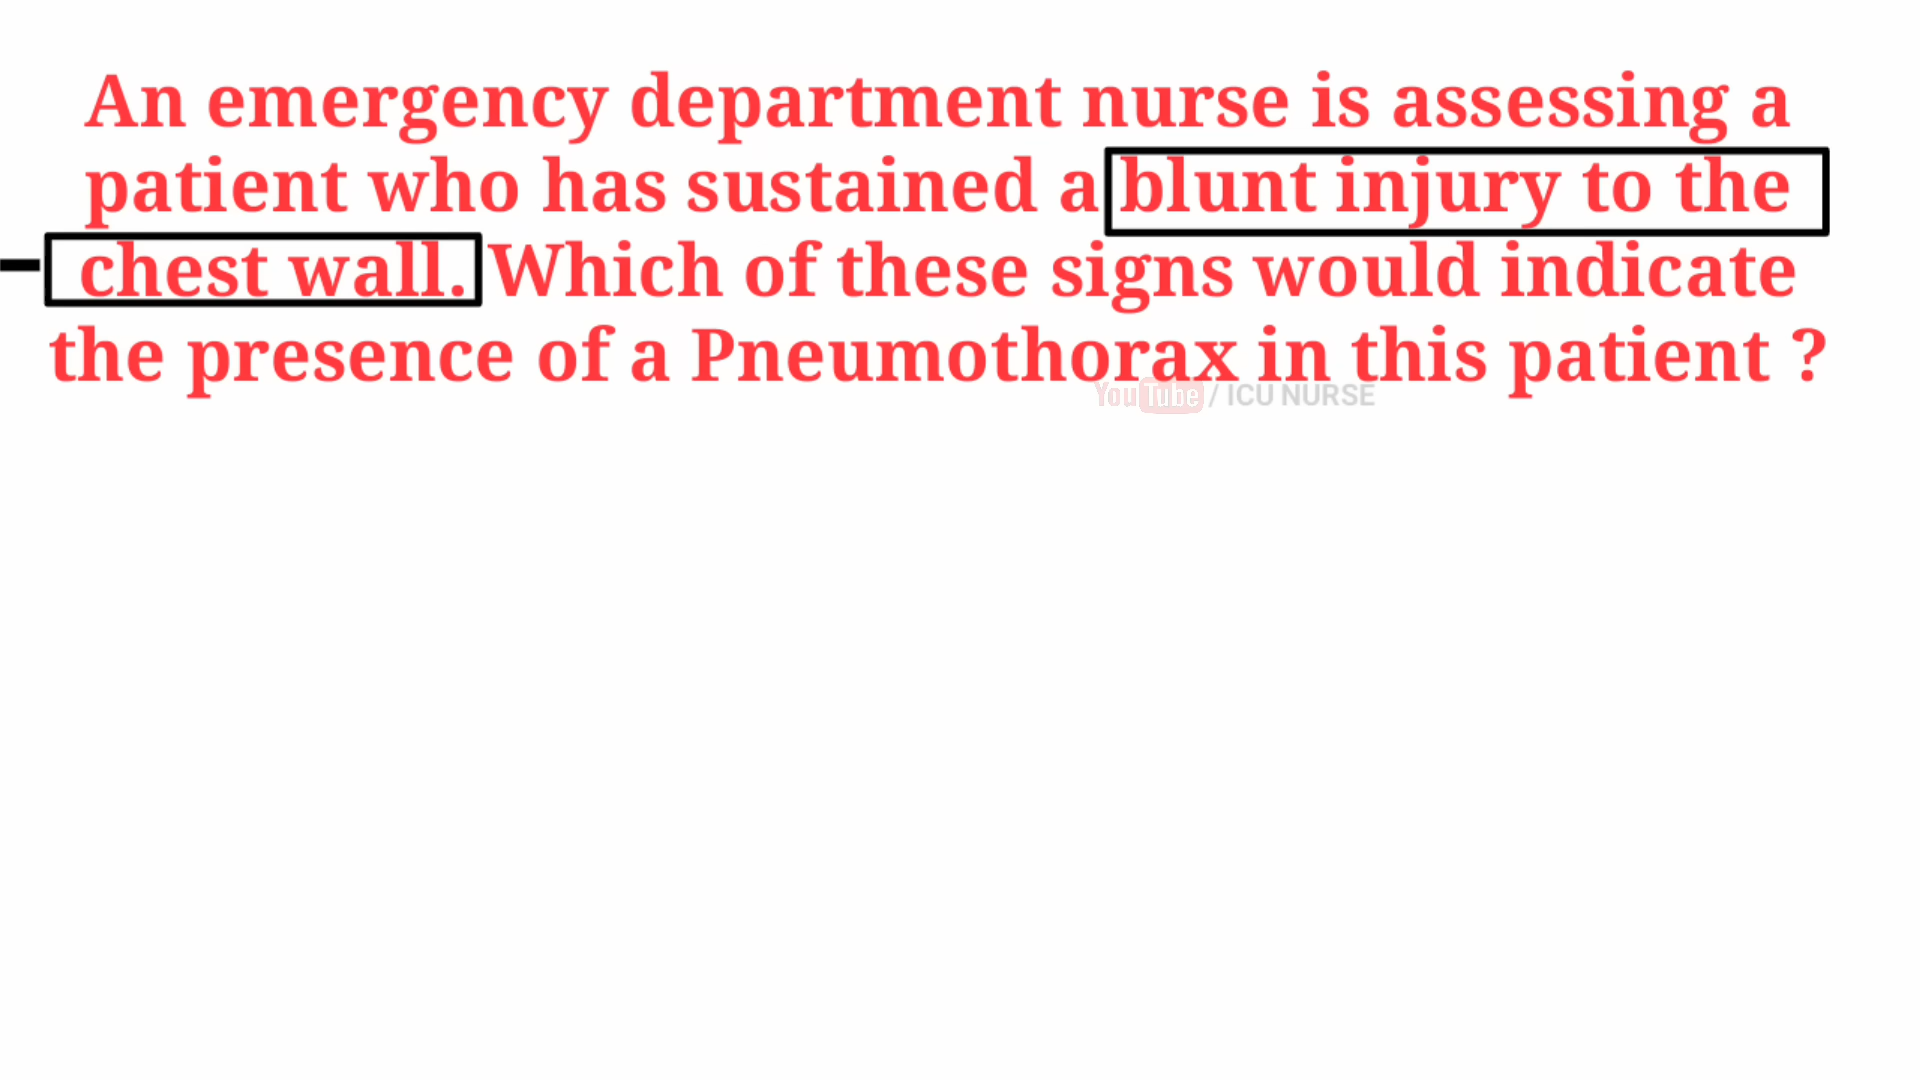 An emergency department nurse is assessing a
patient who has sustained a blunt injury to the
chest wall. Which of these signs would indicate
the presence of a Pneumothorax in this patient ?
YouTube / ICU NURSE